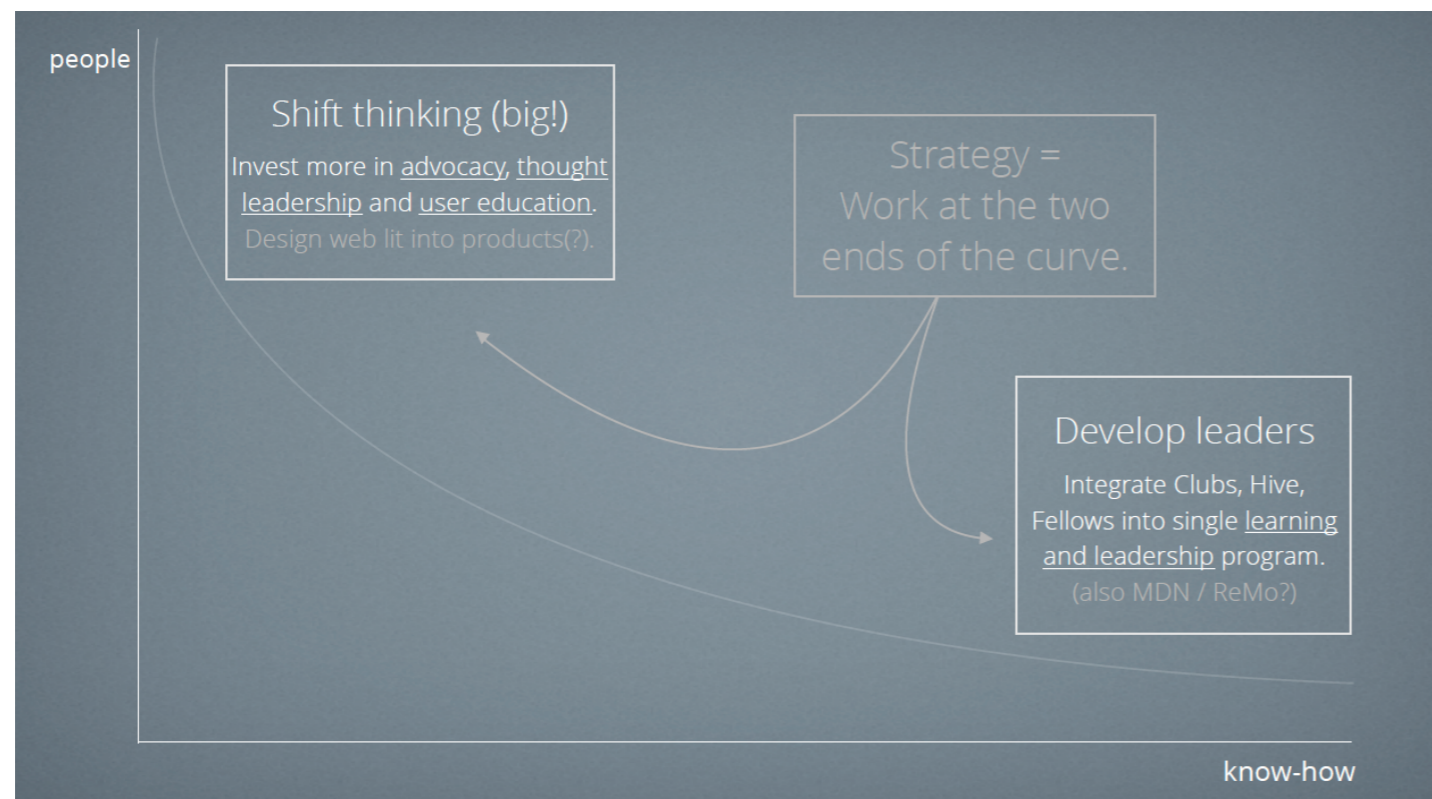 people
Shift thinking (big!)
Invest more in advocacy, thought
leadership and user education.
Design web lit into products(?).
Strategy =
Work at the two
ends of the curve.
Develop leaders
Integrate Clubs, Hive,
Fellows into single learning
and leadership program.
(also MDN / ReMo?)
know-how